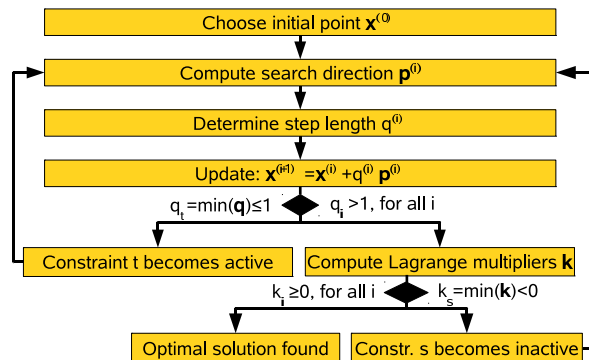 Choose initial point x⁽⁰⁾
Compute search direction p⁽ⁱ⁾
Determine step length q⁽ⁱ⁾
Update: x⁽ⁱ⁺¹⁾ =x⁽ⁱ⁾ +q⁽ⁱ⁾ p⁽ⁱ⁾
qₜ=min(q)≤1 qᵢ >1, for all i
Constraint t becomes active Compute Lagrange multipliers k
kᵢ ≥0, for all i kₛ=min(k)<0
Optimal solution found Constr. s becomes inactive